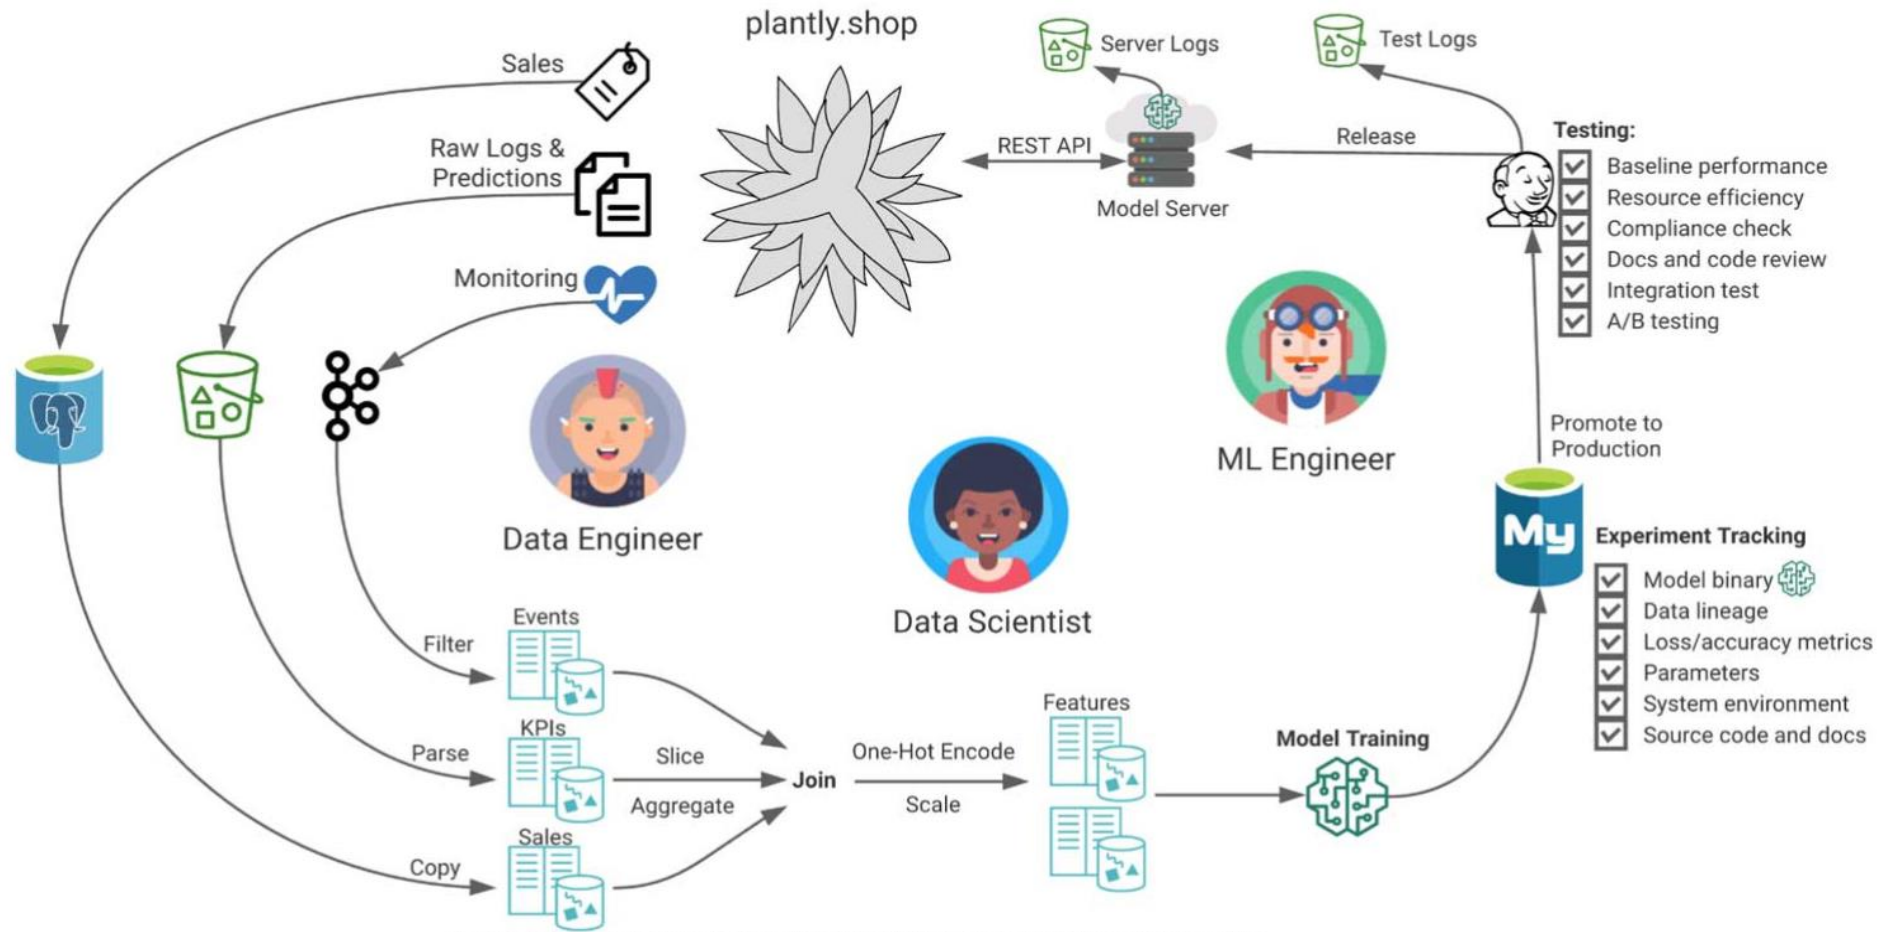 plantly.shop
Sales
Raw Logs &
Predictions
Monitoring
Server Logs
Test Logs
REST API
Model Server
Release
Testing:
Baseline performance
Resource efficiency
Compliance check
Docs and code review
Integration test
A/B testing
Data Engineer
Data Scientist
ML Engineer
Promote to
Production
My
Experiment Tracking
Model binary
Data lineage
Loss/accuracy metrics
Parameters
System environment
Source code and docs
Filter
Events
Parse
KPIs
Copy
Sales
Slice
Aggregate
Join
One-Hot Encode
Scale
Features
Model Training